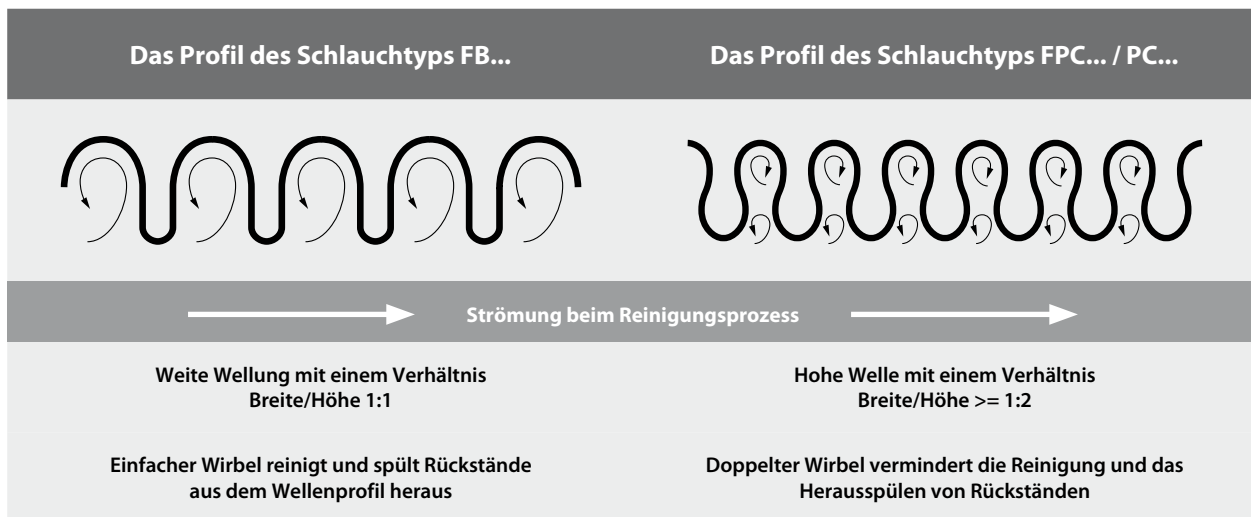 Das Profil des Schlauchtyps FB...
Das Profil des Schlauchtyps FPC... / PC...
Strömung beim Reinigungsprozess
Weite Wellung mit einem Verhältnis
Breite/Höhe 1:1
Hohe Welle mit einem Verhältnis
Breite/Höhe >= 1:2
Einfacher Wirbel reinigt und spült Rückstände
aus dem Wellenprofil heraus
Doppelter Wirbel vermindert die Reinigung und das
Herausspülen von Rückständen